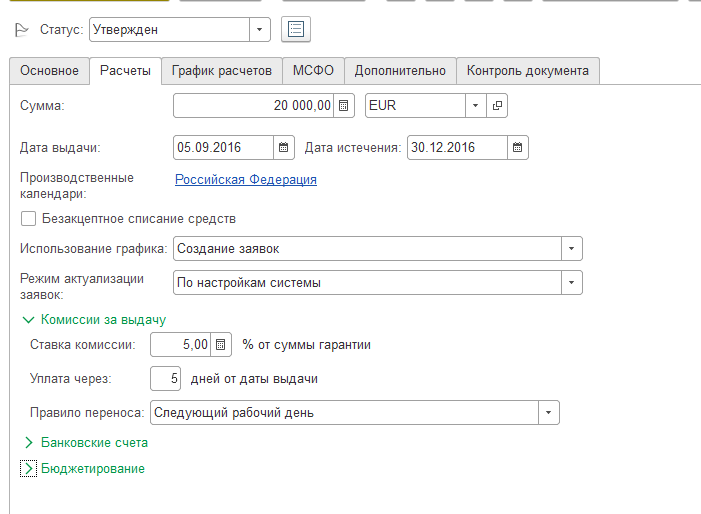 Статус: Утвержден
Основное Расчеты График расчетов МСФО Дополнительно Контроль документа
Сумма: 20 000,00 EUR
Дата выдачи: 05.09.2016 Дата истечения: 30.12.2016
Производственные
календари: Российская Федерация
Безакцептное списание средств
Использование графика: Создание заявок
Режим актуализации
заявок: По настройкам системы
Комиссии за выдачу
Ставка комиссии: 5,00 % от суммы гарантии
Уплата через: 5 дней от даты выдачи
Правило переноса: Следующий рабочий день
Банковские счета
Бюджетирование